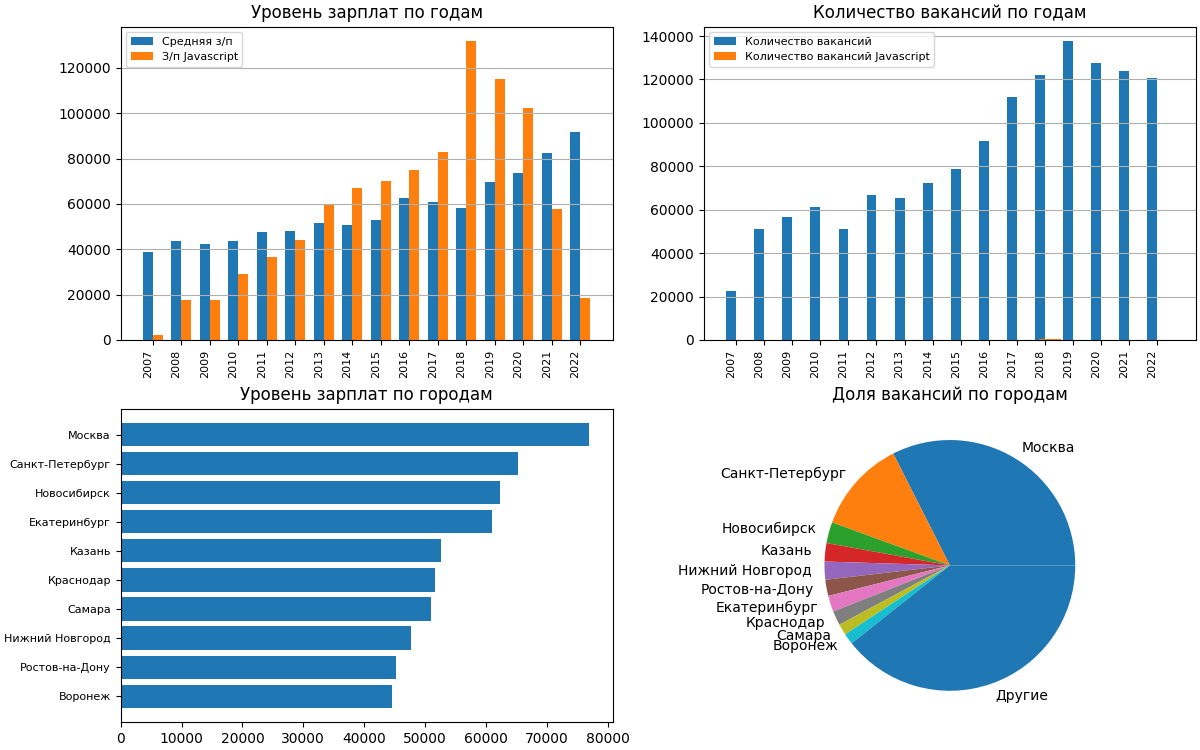 Уровень зарплат по годам
Средняя з/п
З/п Javascript
120000
100000
80000
60000
40000
20000
0
2007
2008
2009
2010
2011
2012
2013
2014
2015
2016
2017
2018
2019
2020
2021
2022
Количество вакансий по годам
Количество вакансий
Количество вакансий Javascript
140000
120000
100000
80000
60000
40000
20000
0
2007
2008
2009
2010
2011
2012
2013
2014
2015
2016
2017
2018
2019
2020
2021
2022
Уровень зарплат по городам
Москва
Санкт-Петербург
Новосибирск
Екатеринбург
Казань
Краснодар
Самара
Нижний Новгород
Ростов-на-Дону
Воронеж
0 10000 20000 30000 40000 50000 60000 70000 80000
Доля вакансий по городам
Москва
Санкт-Петербург
Новосибирск
Казань
Нижний Новгород
Ростов-на-Дону
Екатеринбург
Краснодар
Самара
Воронеж
Другие